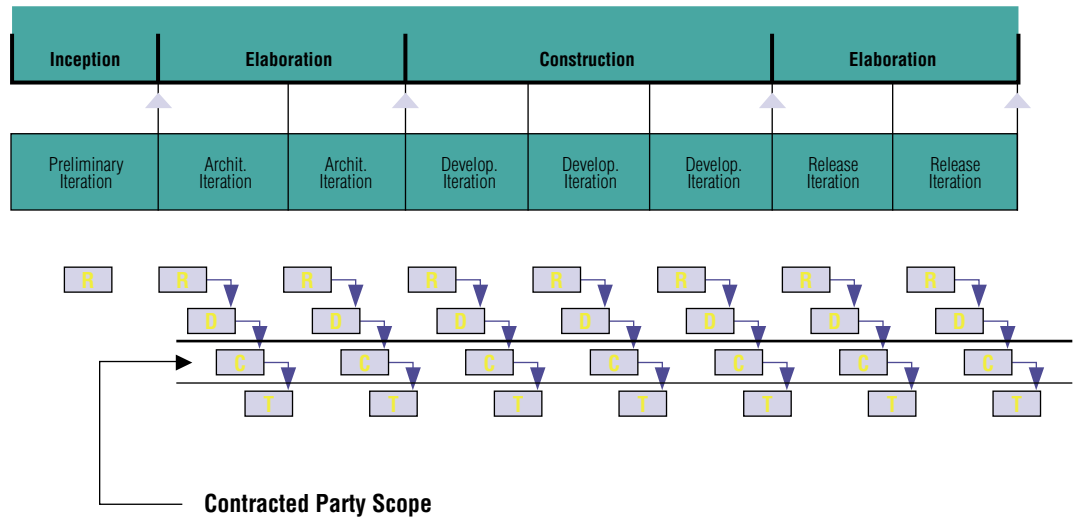 Inception Elaboration Construction Elaboration
Preliminary Iteration
Archit. Iteration
Archit. Iteration
Develop. Iteration
Develop. Iteration
Develop. Iteration
Release Iteration
Release Iteration
R R R R R R R R
D D D D D D D
C C C C C C C
T T T T T T T
Contracted Party Scope